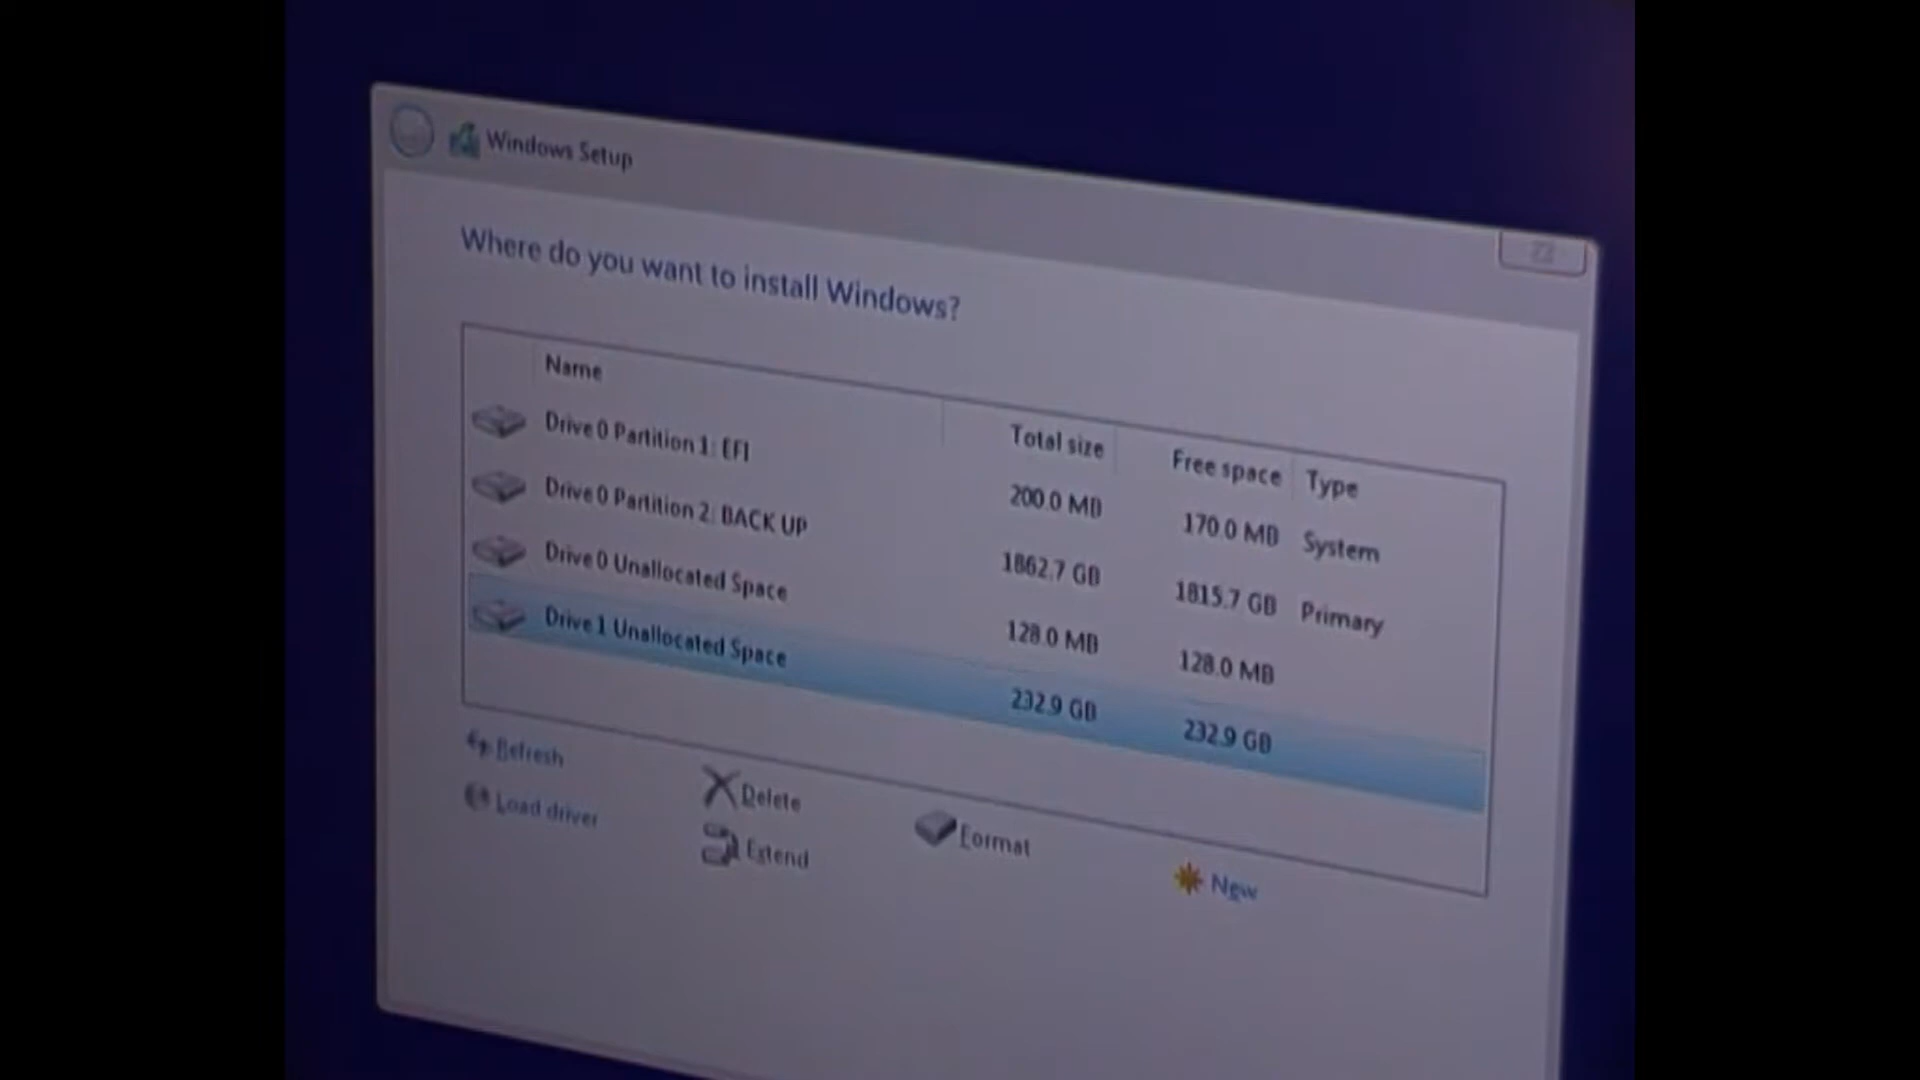 Windows Setup
Where do you want to install Windows?
Name Total size Free space Type
Drive 0 Partition 1: EFI 200.0 MB 170.0 MB System
Drive 0 Partition 2: BACK UP 1862.7 GB 1815.7 GB Primary
Drive 0 Unallocated Space 128.0 MB 128.0 MB
Drive 1 Unallocated Space 232.9 GB 232.9 GB
Refresh Delete Format New
Load driver Extend